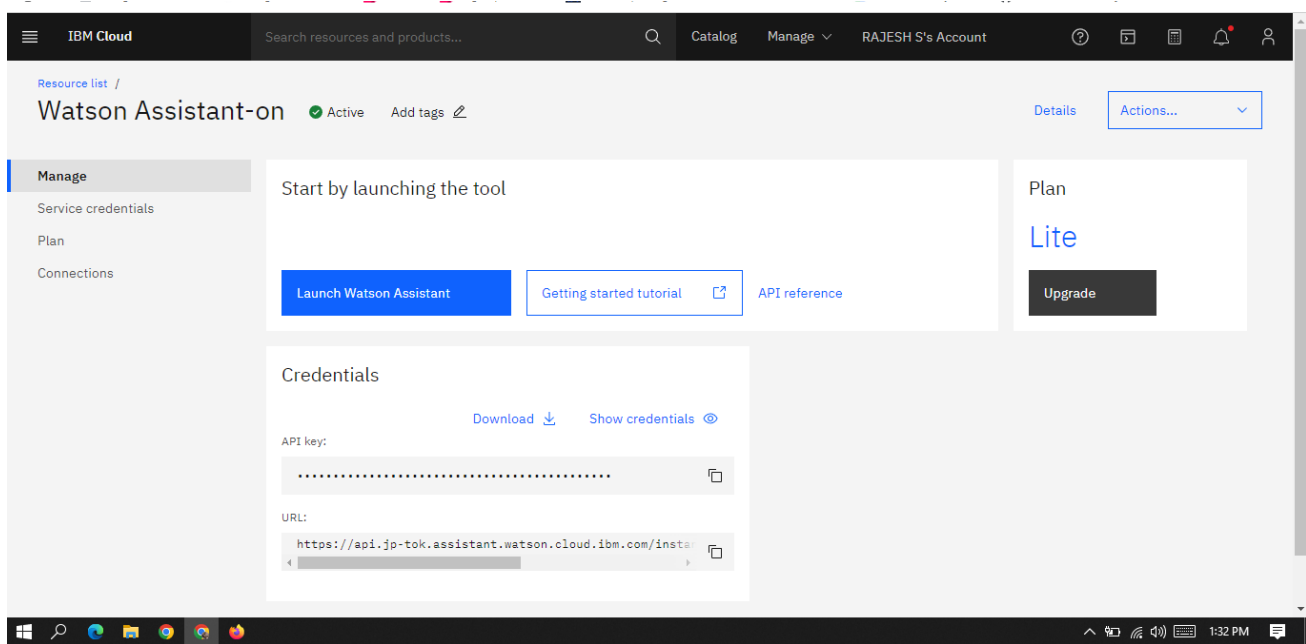 IBM Cloud
Search resources and products...
Catalog
Manage
RAJESH S's Account
Resource list /
Watson Assistant-on
Active
Add tags
Details
Actions...
Manage
Service credentials
Plan
Connections
Start by launching the tool
Launch Watson Assistant
Getting started tutorial
API reference
Plan
Lite
Upgrade
Credentials
Download
Show credentials
API key:
URL:
https://api.jp-tok.assistant.watson.cloud.ibm.com/insta
1:32 PM